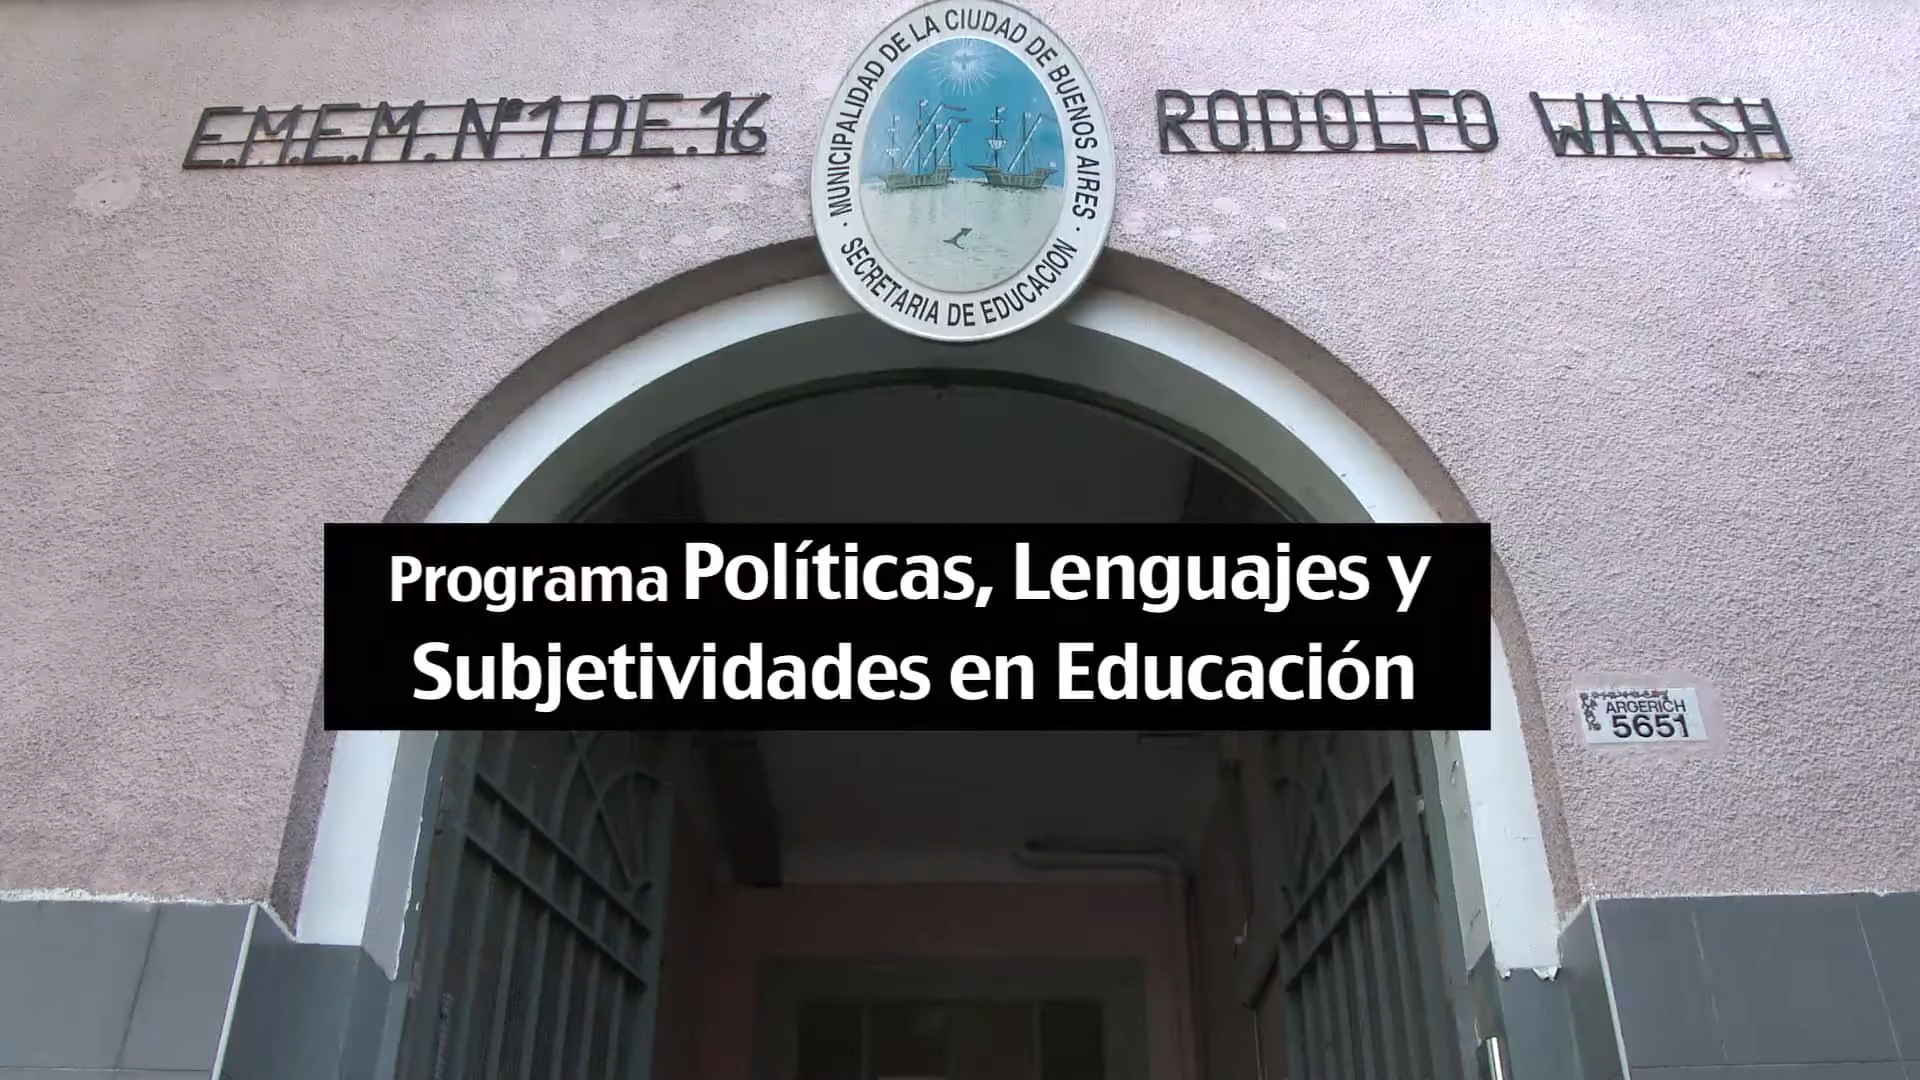 E.M.E.M. Nº1 DE.16
MUNICIPALIDAD DE LA CIUDAD DE BUENOS AIRES
· SECRETARIA DE EDUCACION ·
RODOLFO WALSH
Programa Políticas, Lenguajes y
Subjetividades en Educación
ARGERICH
5651